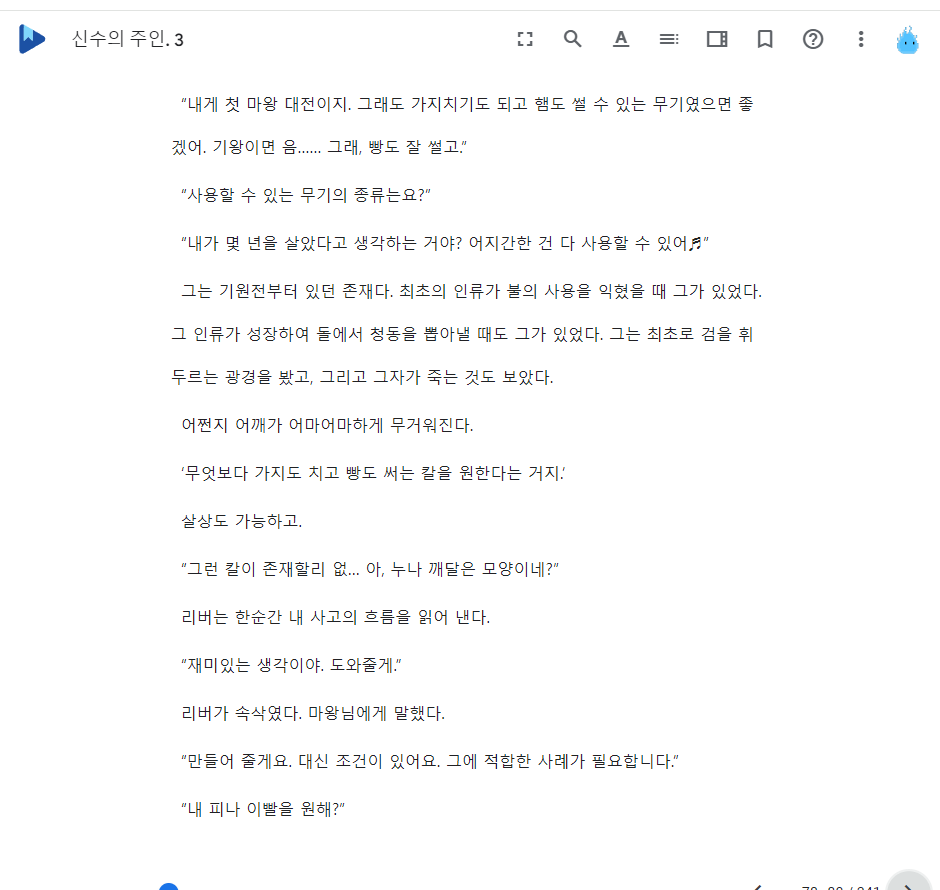 신수의 주인. 3
“내게 첫 마왕 대전이지. 그래도 가지치기도 되고 햄도 썰 수 있는 무기였으면 좋
겠어. 기왕이면 음…… 그래, 빵도 잘 썰고.”
“사용할 수 있는 무기의 종류는요?”
“내가 몇 년을 살았다고 생각하는 거야? 어지간한 건 다 사용할 수 있어♬”
그는 기원전부터 있던 존재다. 최초의 인류가 불의 사용을 익혔을 때 그가 있었다.
그 인류가 성장하여 돌에서 청동을 뽑아낼 때도 그가 있었다. 그는 최초로 검을 휘
두르는 광경을 봤고, 그리고 그자가 죽는 것도 보았다.
어쩐지 어깨가 어마어마하게 무거워진다.
‘무엇보다 가지도 치고 빵도 써는 칼을 원한다는 거지.’
살상도 가능하고.
“그런 칼이 존재할리 없... 아, 누나 깨달은 모양이네?”
리버는 한순간 내 사고의 흐름을 읽어 낸다.
“재미있는 생각이야. 도와줄게.”
리버가 속삭였다. 마왕님에게 말했다.
“만들어 줄게요. 대신 조건이 있어요. 그에 적합한 사례가 필요합니다.”
“내 피나 이빨을 원해?”